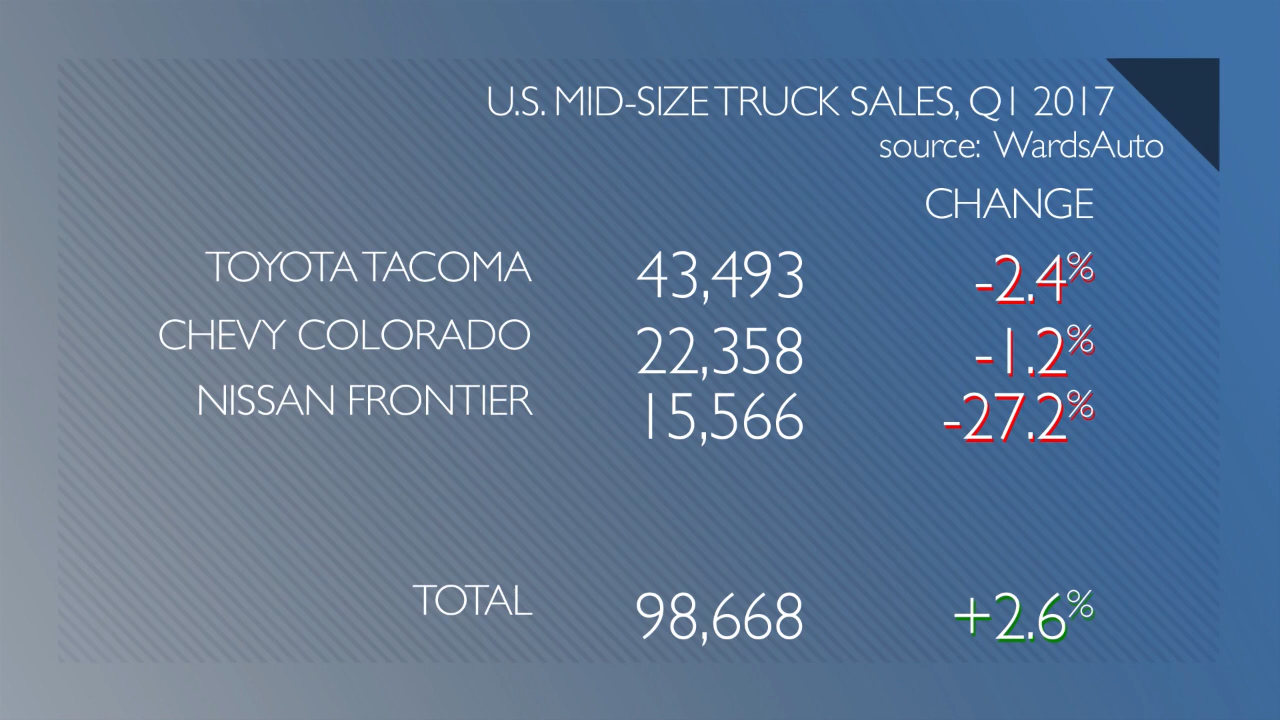 U.S. MID-SIZE TRUCK SALES, Q1 2017
source: WardsAuto
CHANGE
TOYOTA TACOMA 43,493 -2.4%
CHEVY COLORADO 22,358 -1.2%
NISSAN FRONTIER 15,566 -27.2%
TOTAL 98,668 +2.6%